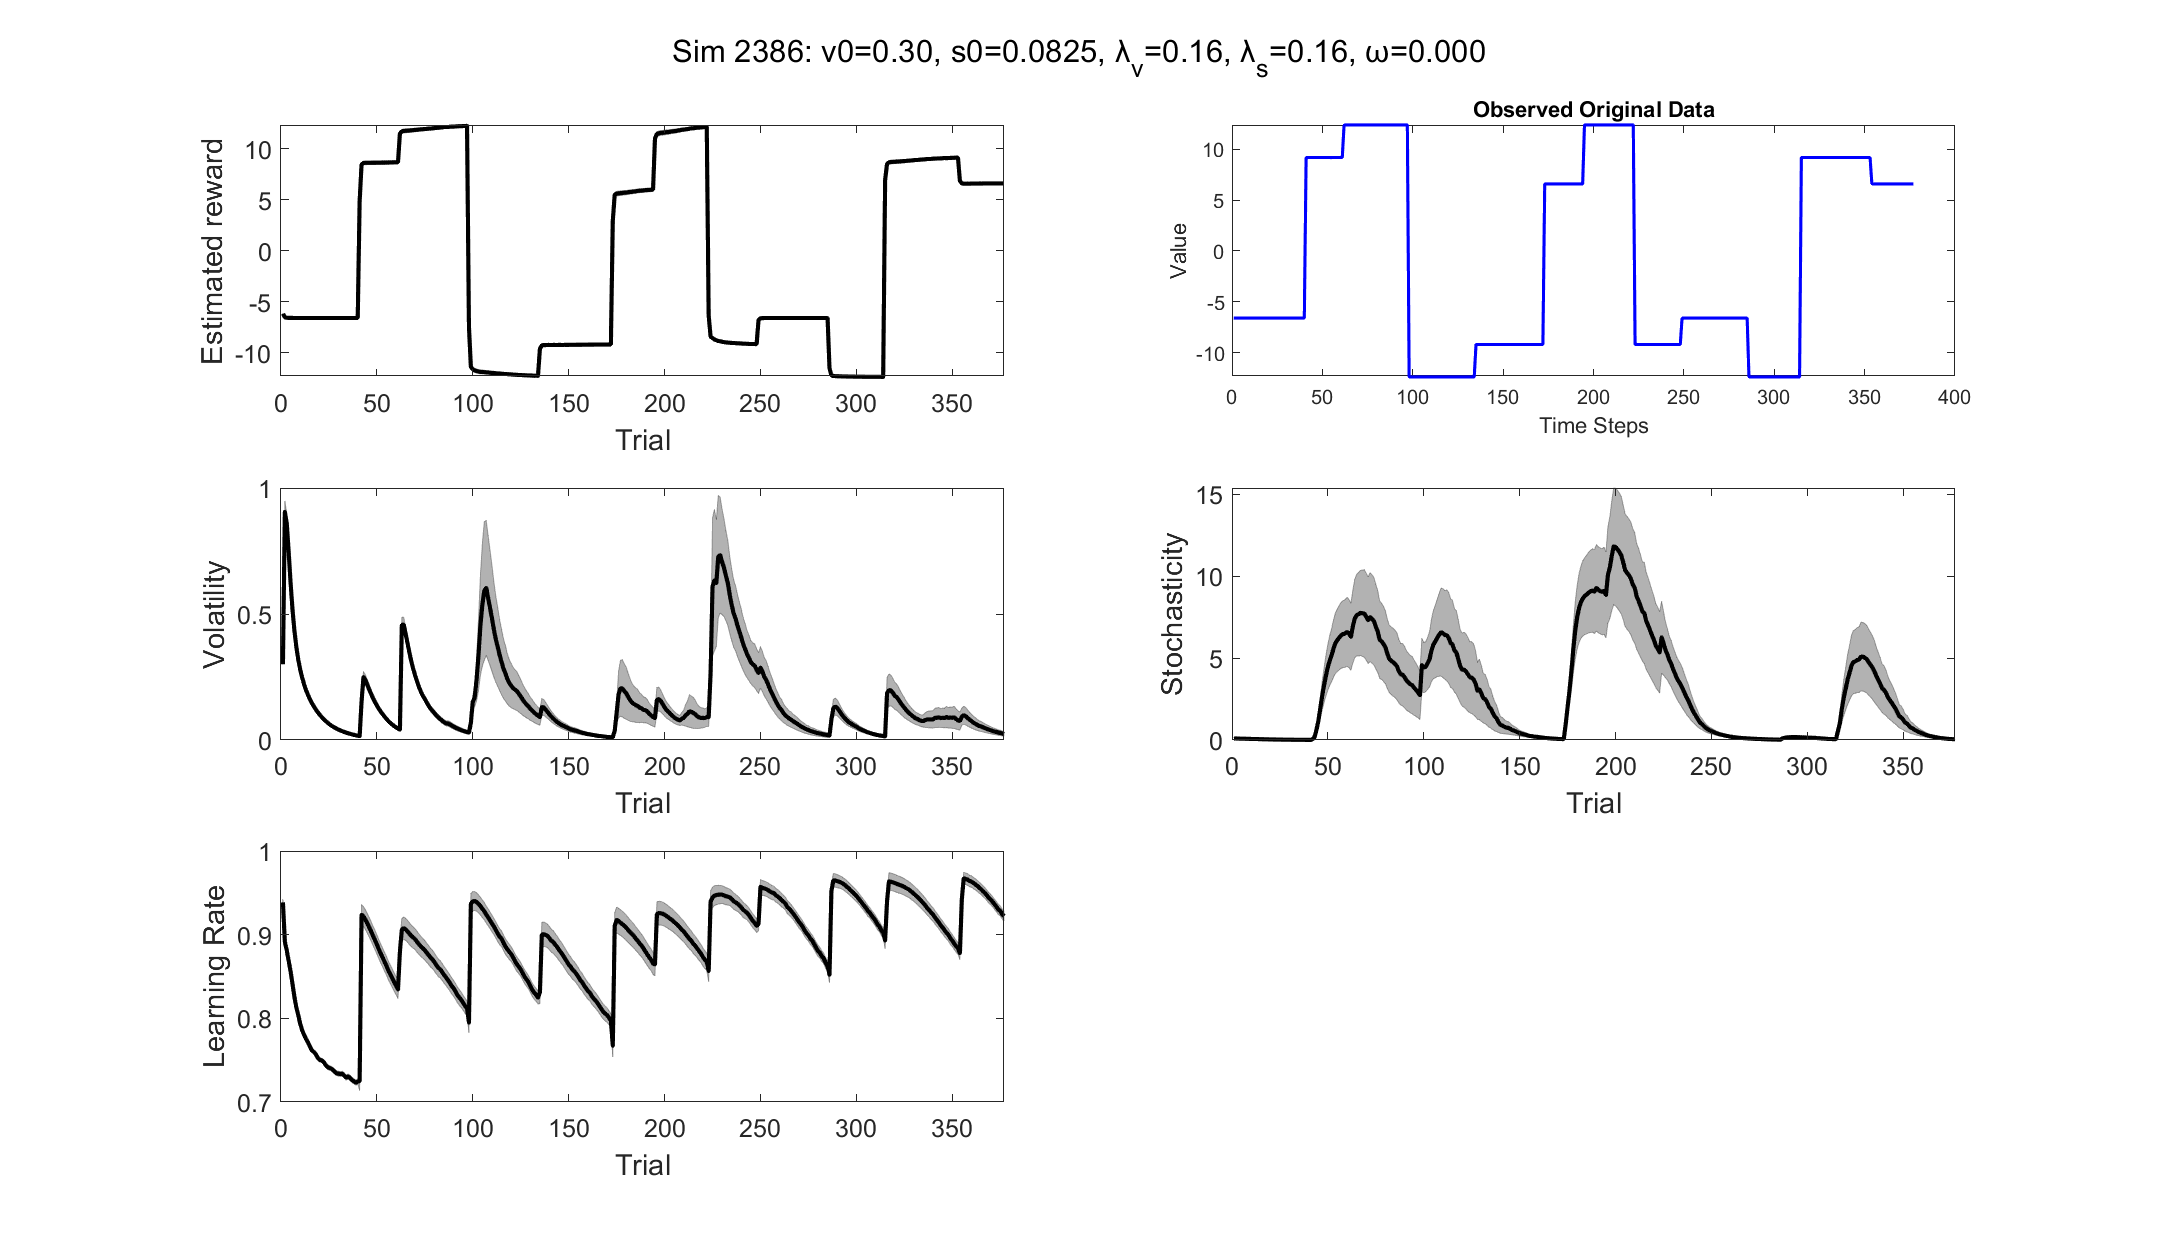 Sim 2386: v0=0.30, s0=0.0825, λv=0.16, λs=0.16, ω=0.000
Estimated reward
10
5
0
-5
-10
0 50 100 150 200 250 300 350
Trial
Observed Original Data
Value
10
5
0
-5
-10
0 50 100 150 200 250 300 350 400
Time Steps
Volatility
1
0.5
0
0 50 100 150 200 250 300 350
Trial
Stochasticity
15
10
5
0
0 50 100 150 200 250 300 350
Trial
Learning Rate
1
0.9
0.8
0.7
0 50 100 150 200 250 300 350
Trial